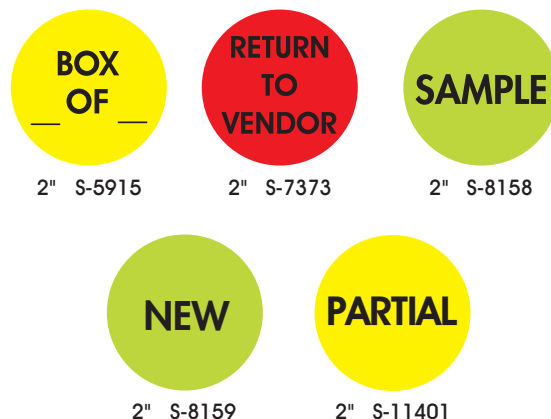 BOX
__ OF __
RETURN
TO
VENDOR
SAMPLE
2" S-5915
2" S-7373
2" S-8158
NEW
PARTIAL
2" S-8159
2" S-11401